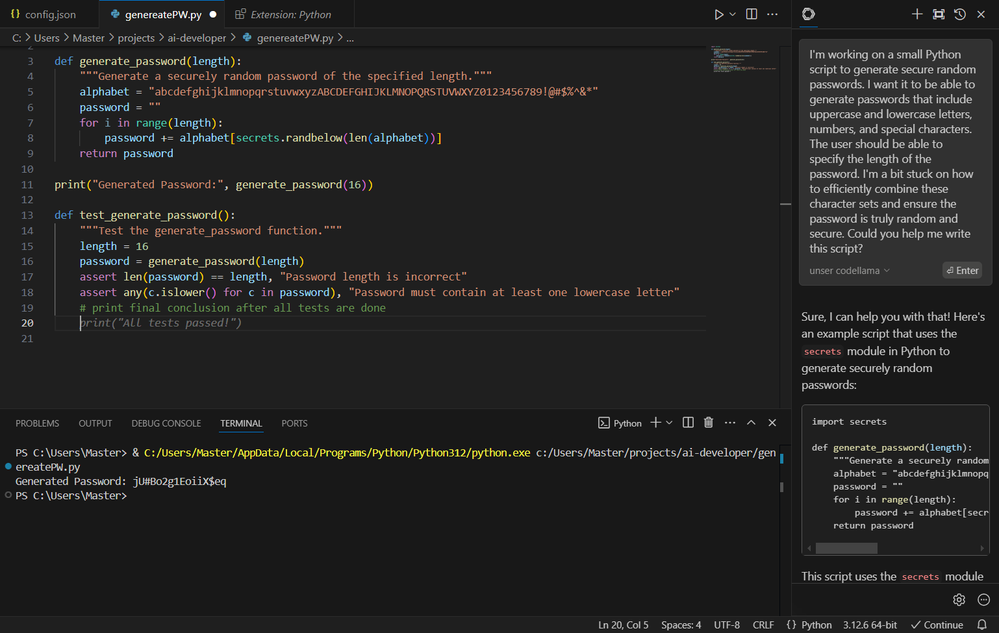 {} config.json
genereatePW.py
Extension: Python
C: > Users > Master > projects > ai-developer > genereatePW.py > ...
2
3 def generate_password(length):
4 """Generate a securely random password of the specified length."""
5 alphabet = "abcdefghijklmnopqrstuvwxyzABCDEFGHIJKLMNOPQRSTUVWXYZ0123456789!@#$%^&*"
6 password = ""
7 for i in range(length):
8 password += alphabet[secrets.randbelow(len(alphabet))]
9 return password
10
11 print("Generated Password:", generate_password(16))
12
13 def test_generate_password():
14 """Test the generate_password function."""
15 length = 16
16 password = generate_password(length)
17 assert len(password) == length, "Password length is incorrect"
18 assert any(c.islower() for c in password), "Password must contain at least one lowercase letter"
19 # print final conclusion after all tests are done
20 print("All tests passed!")
21
PROBLEMS OUTPUT DEBUG CONSOLE TERMINAL PORTS
Python
PS C:\Users\Master> & C:/Users/Master/AppData/Local/Programs/Python/Python312/python.exe c:/Users/Master/projects/ai-developer/gen
ereatePW.py
Generated Password: jU#Bo2g1EoiiX$eq
PS C:\Users\Master>
I'm working on a small Python
script to generate secure random
passwords. I want it to be able to
generate passwords that include
uppercase and lowercase letters,
numbers, and special characters.
The user should be able to
specify the length of the
password. I'm a bit stuck on how
to efficiently combine these
character sets and ensure the
password is truly random and
secure. Could you help me write
this script?
unser codellama
⏎ Enter
Sure, I can help you with that! Here's
an example script that uses the
secrets module in Python to
generate securely random
passwords:
import secrets
def generate_password(length):
"""Generate a securely random
alphabet = "abcdefghijklmnopq
password = ""
for i in range(length):
password += alphabet[secr
return password
This script uses the secrets module
Ln 20, Col 5 Spaces: 4 UTF-8 CRLF {} Python 3.12.6 64-bit ✓ Continue